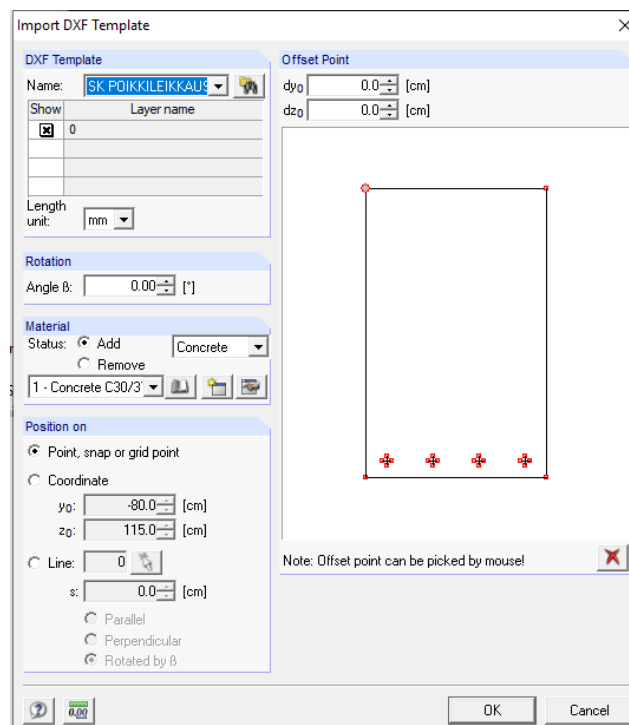 Import DXF Template
DXF Template
Name: SK POIKKILEIKKAUS
Show Layer name
0
Length
unit: mm
Rotation
Angle ß: 0.00 [°]
Material
Status: Add Concrete
Remove
1 - Concrete C30/3
Position on
Point, snap or grid point
Coordinate
y0: -80.0 [cm]
z0: 115.0 [cm]
Line: 0
s: 0.0 [cm]
Parallel
Perpendicular
Rotated by ß
Offset Point
dy0 0.0 [cm]
dz0 0.0 [cm]
Note: Offset point can be picked by mouse!
0.00
OK Cancel